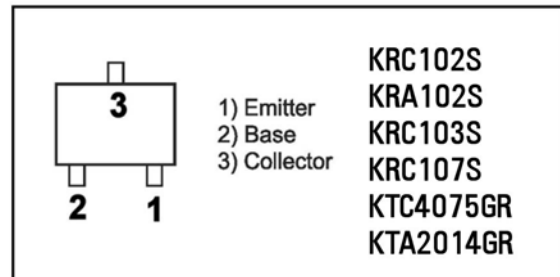 3
2
1
1) Emitter
2) Base
3) Collector
KRC102S
KRA102S
KRC103S
KRC107S
KTC4075GR
KTA2014GR